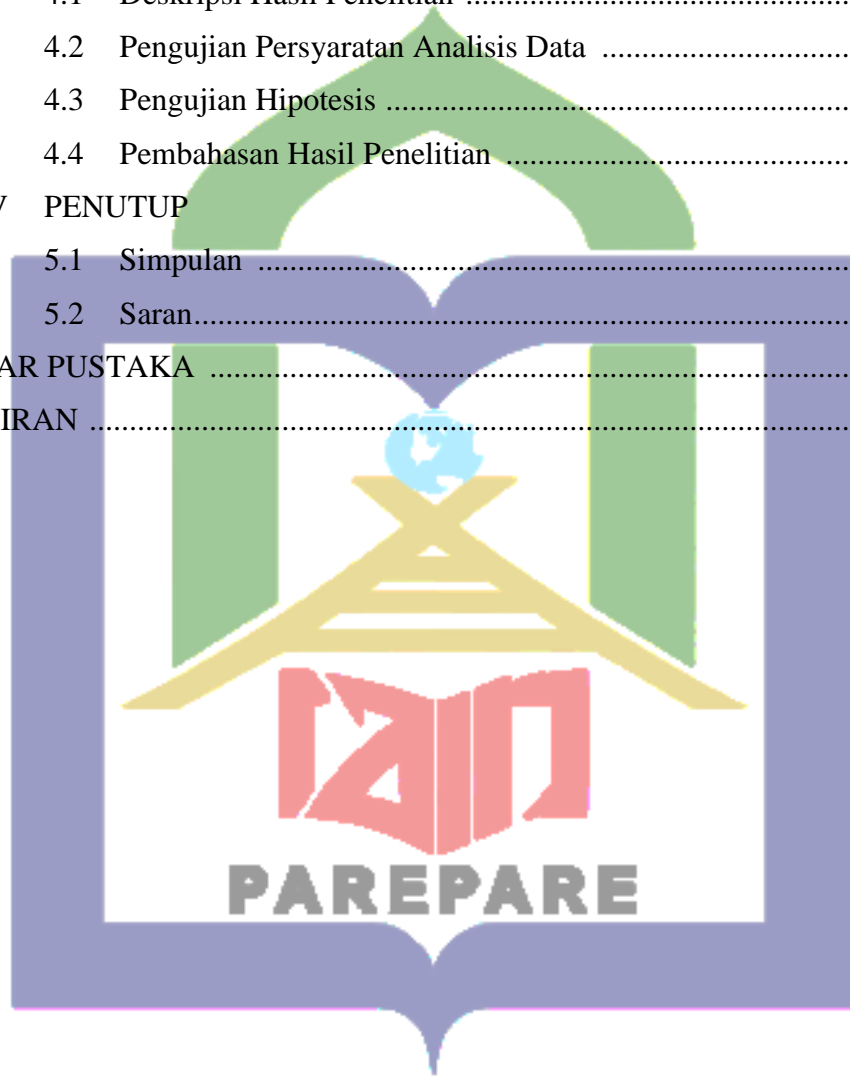 4.1 Deskripsi Hasil Penelitian ................................................
4.2 Pengujian Persyaratan Analisis Data ................................
4.3 Pengujian Hipotesis ...........................................................
4.4 Pembahasan Hasil Penelitian ............................................
V PENUTUP
5.1 Simpulan ...........................................................................
5.2 Saran...................................................................................
AR PUSTAKA .................................................................................
IRAN ................................................................................................
iain
PAREPARE